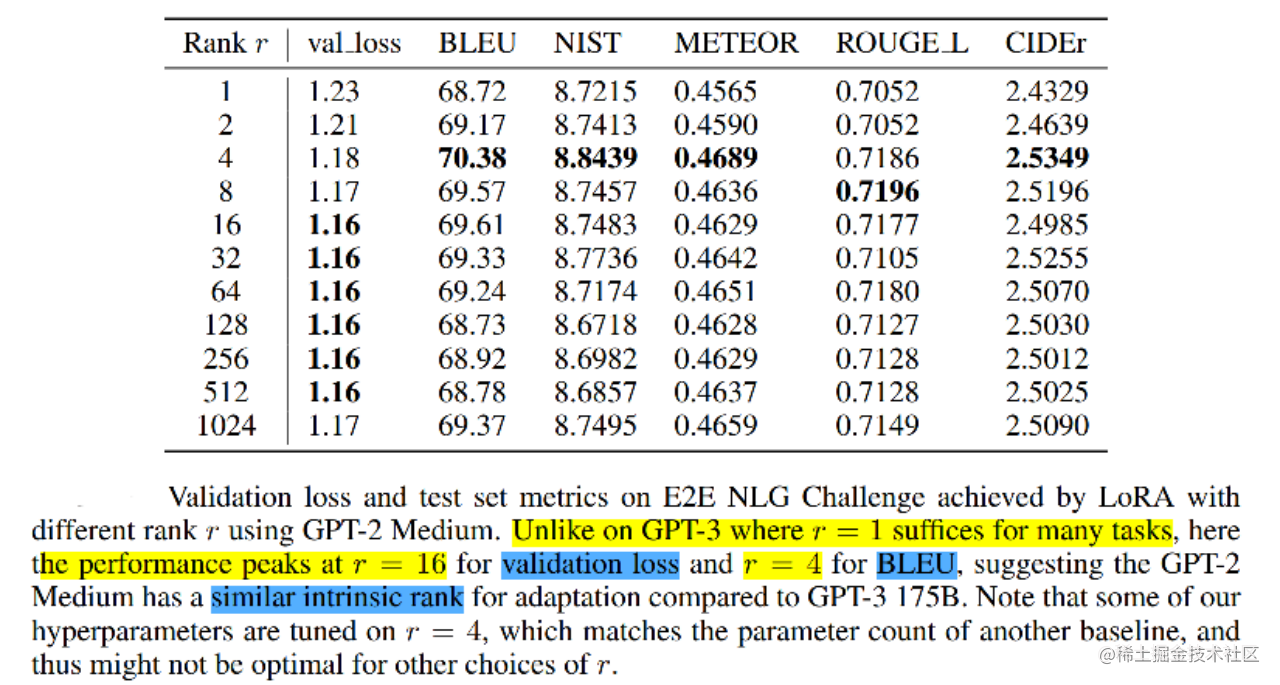 Rank r val_loss BLEU NIST METEOR ROUGE_L CIDEr
1 1.23 68.72 8.7215 0.4565 0.7052 2.4329
2 1.21 69.17 8.7413 0.4590 0.7052 2.4639
4 1.18 70.38 8.8439 0.4689 0.7186 2.5349
8 1.17 69.57 8.7457 0.4636 0.7196 2.5196
16 1.16 69.61 8.7483 0.4629 0.7177 2.4985
32 1.16 69.33 8.7736 0.4642 0.7105 2.5255
64 1.16 69.24 8.7174 0.4651 0.7180 2.5070
128 1.16 68.73 8.6718 0.4628 0.7127 2.5030
256 1.16 68.92 8.6982 0.4629 0.7128 2.5012
512 1.16 68.78 8.6857 0.4637 0.7128 2.5025
1024 1.17 69.37 8.7495 0.4659 0.7149 2.5090
Validation loss and test set metrics on E2E NLG Challenge achieved by LoRA with
different rank r using GPT-2 Medium. Unlike on GPT-3 where r = 1 suffices for many tasks, here
the performance peaks at r = 16 for validation loss and r = 4 for BLEU, suggesting the GPT-2
Medium has a similar intrinsic rank for adaptation compared to GPT-3 175B. Note that some of our
hyperparameters are tuned on r = 4, which matches the parameter count of another baseline, and
thus might not be optimal for other choices of r.
@稀土掘金技术社区